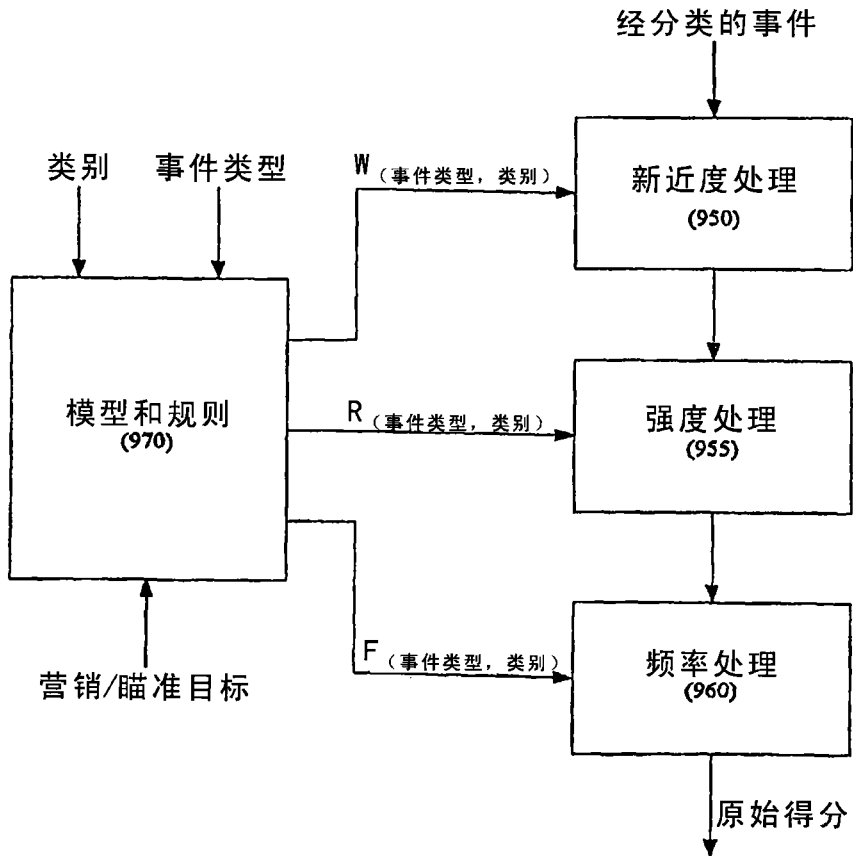 经分类的事件
类别
事件类型
W(事件类型，类别)
新近度处理
(950)
模型和规则
(970)
R(事件类型，类别)
强度处理
(955)
F(事件类型，类别)
频率处理
(960)
营销/瞄准目标
原始得分